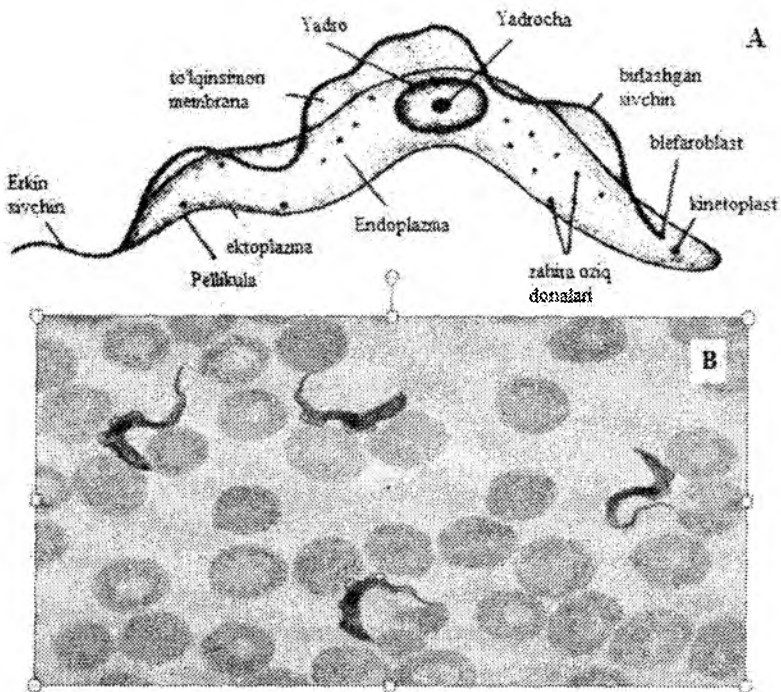 Yadro
Yadrocha
A
to'lqinsimon
membrana
birlashgan
xivchin
blefaroblast
Erkin
xivchin
kinetoplast
Endoplazma
ektoplazma
Pellikula
zahira oziq
donalari
B